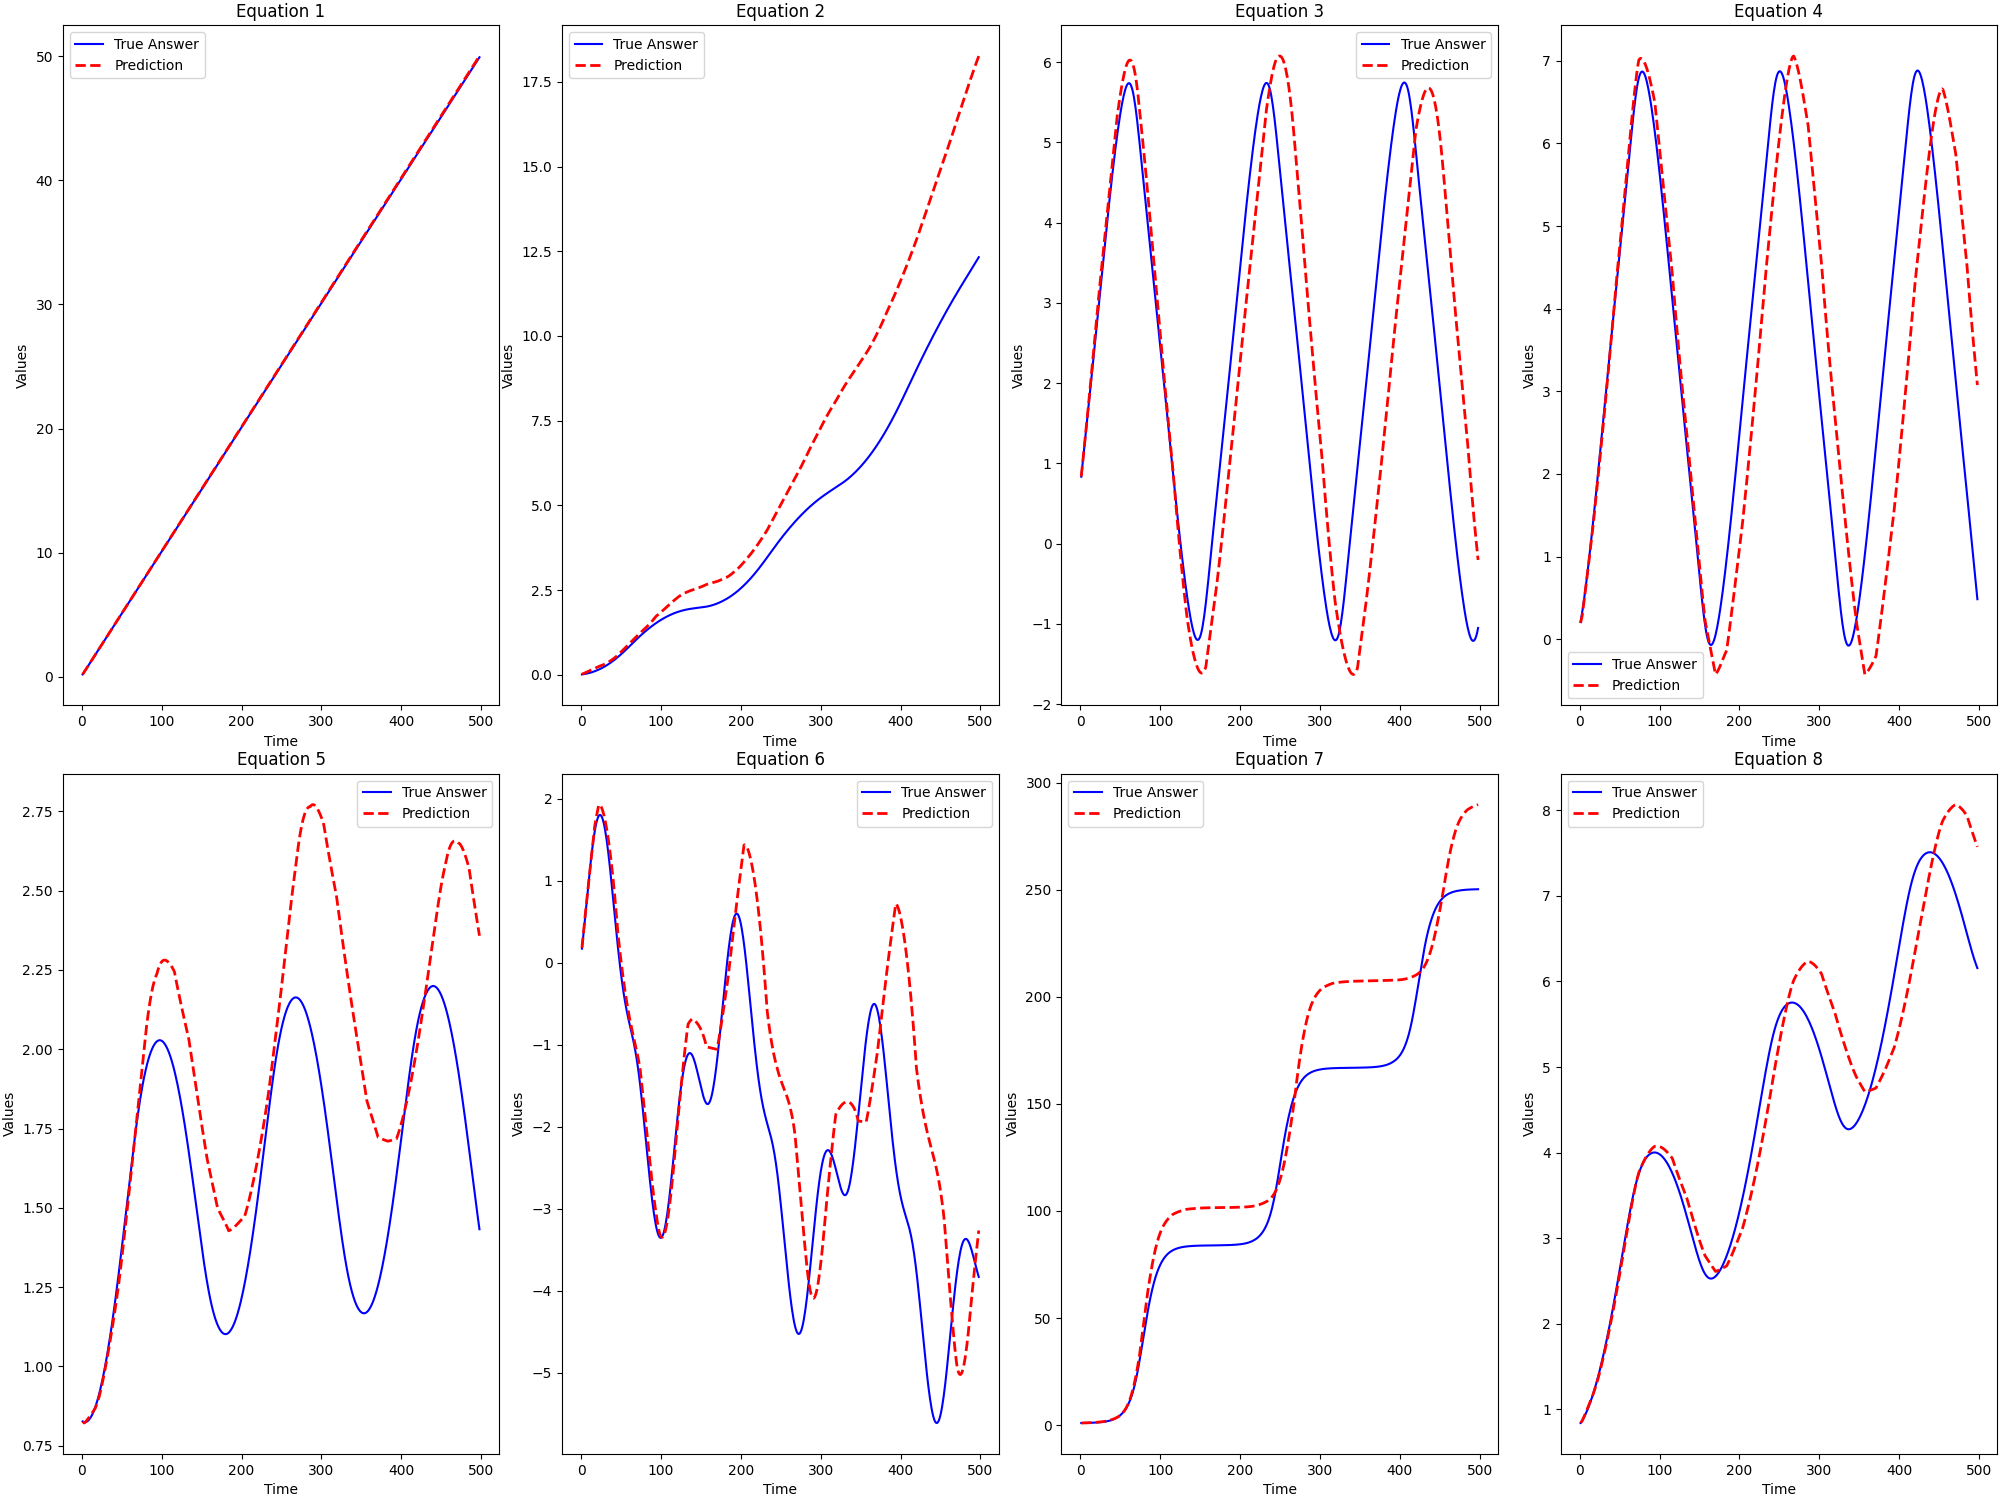 Equation 1
True Answer
Prediction
Values
50
40
30
20
10
0
0 100 200 300 400 500
Time
Equation 2
True Answer
Prediction
Values
17.5
15.0
12.5
10.0
7.5
5.0
2.5
0.0
0 100 200 300 400 500
Time
Equation 3
True Answer
Prediction
Values
6
5
4
3
2
1
0
−1
−2
0 100 200 300 400 500
Time
Equation 4
Values
7
6
5
4
3
2
1
0
True Answer
Prediction
0 100 200 300 400 500
Time
Equation 5
True Answer
Prediction
Values
2.75
2.50
2.25
2.00
1.75
1.50
1.25
1.00
0.75
0 100 200 300 400 500
Time
Equation 6
True Answer
Prediction
Values
2
1
0
−1
−2
−3
−4
−5
0 100 200 300 400 500
Time
Equation 7
True Answer
Prediction
Values
300
250
200
150
100
50
0
0 100 200 300 400 500
Time
Equation 8
True Answer
Prediction
Values
8
7
6
5
4
3
2
1
0 100 200 300 400 500
Time